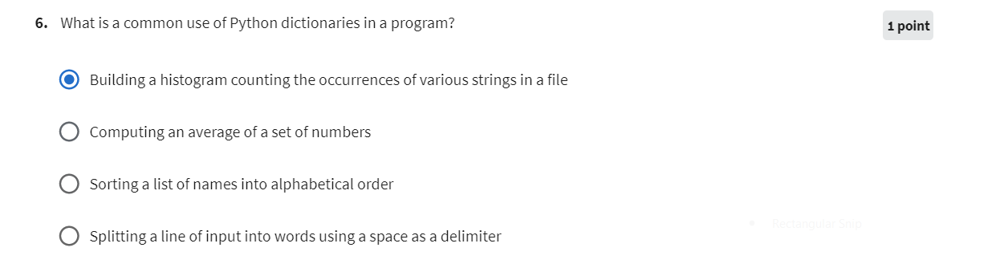 6. What is a common use of Python dictionaries in a program?
1 point
Building a histogram counting the occurrences of various strings in a file
Computing an average of a set of numbers
Sorting a list of names into alphabetical order
Rectangular Snip
Splitting a line of input into words using a space as a delimiter